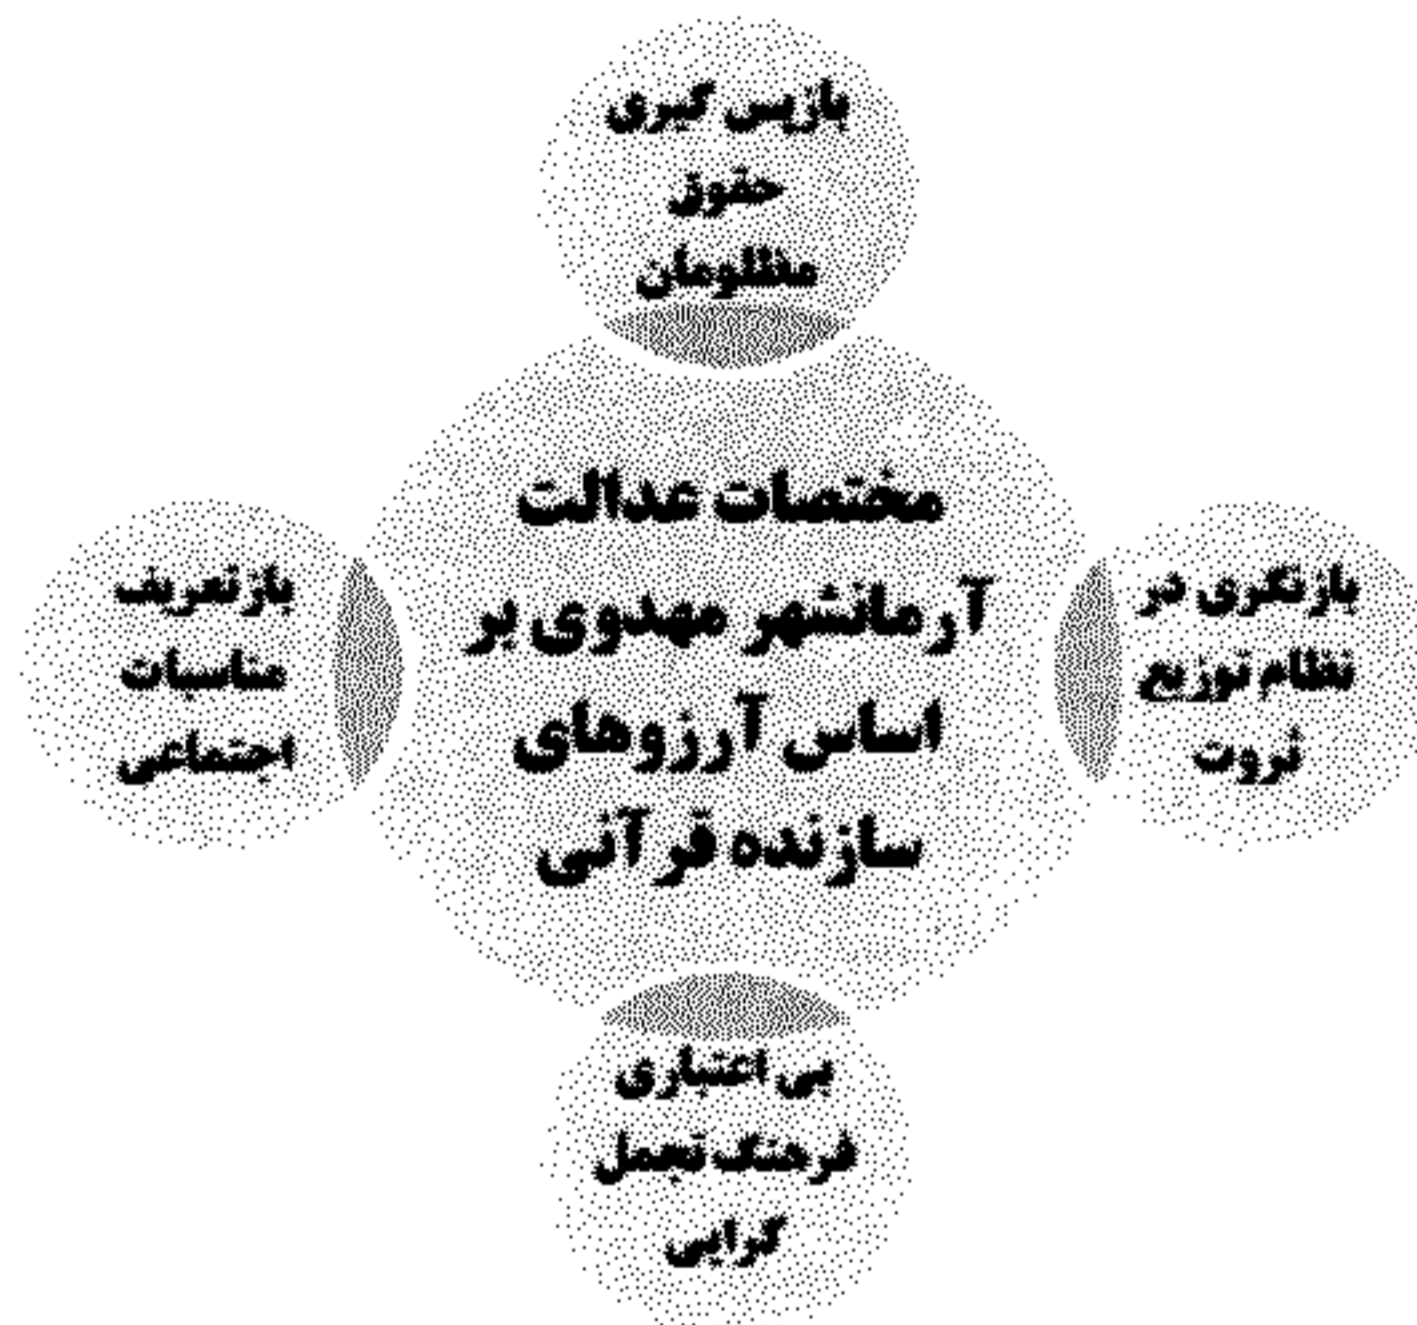 بازپس گیری
حقوق
مظلومان
مختصات عدالت
آرمانشهر مهدوی بر
اساس آرزوهای
سازنده قرآنی
بازنگری در
نظام توزیع
ثروت
بازتعریف
مناسبات
اجتماعی
بی اعتباری
فرهنگ تجمل
گرایی